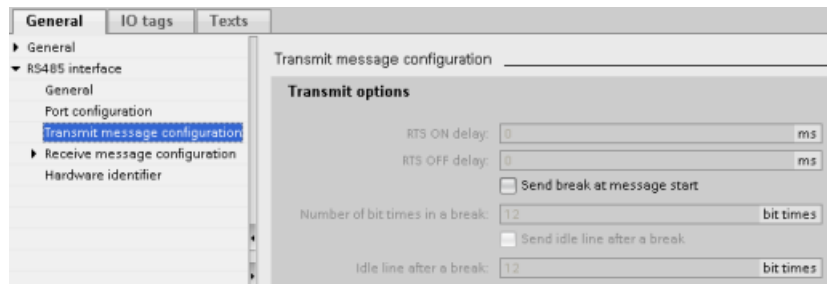 General IO tags Texts
General
RS485 interface
General
Port configuration
Transmit message configuration
Receive message configuration
Hardware identifier
Transmit message configuration
Transmit options
RTS ON delay: 0 ms
RTS OFF delay: 0 ms
Send break at message start
Number of bit times in a break: 12 bit times
Send idle line after a break
Idle line after a break: 12 bit times